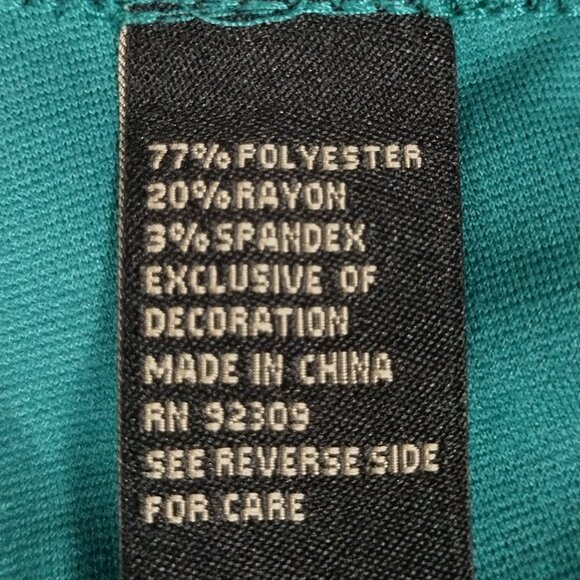 77% POLYESTER
20% RAYON
3% SPANDEX
EXCLUSIVE OF
DECORATION
MADE IN CHINA
RN 92309
SEE REVERSE SIDE
FOR CARE